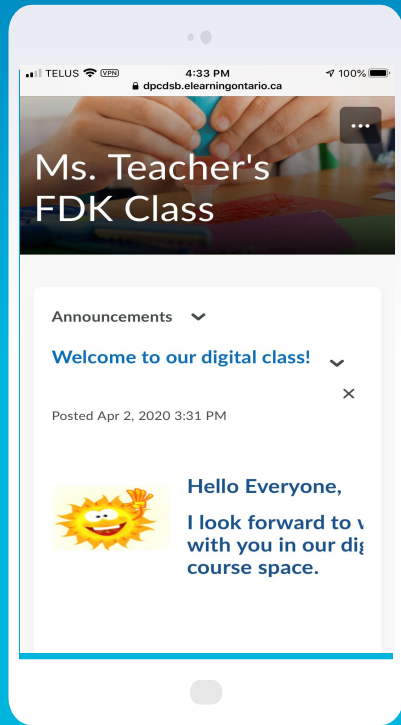 TELUS VPN 4:33 PM 100%
dpcdsb.elearningontario.ca
Ms. Teacher's
FDK Class
Announcements
Welcome to our digital class!
Posted Apr 2, 2020 3:31 PM
Hello Everyone,
I look forward to
with you in our
course space.